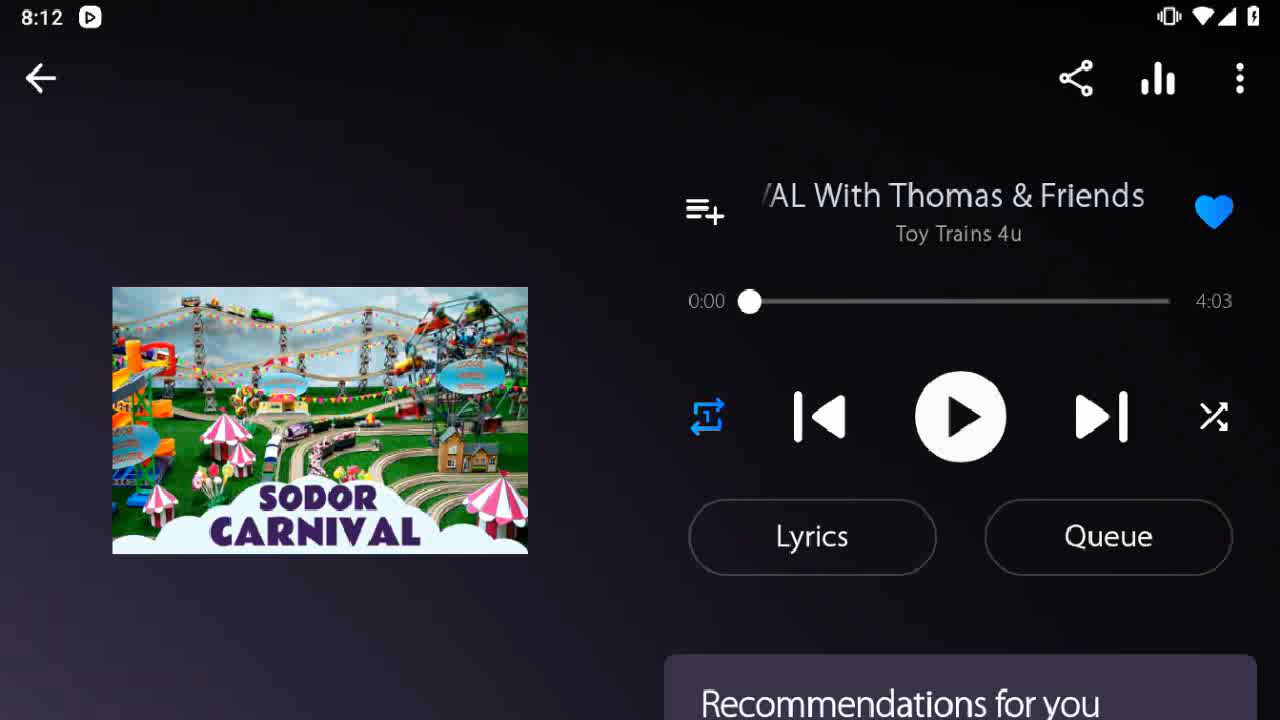 8:12
/AL With Thomas & Friends
Toy Trains 4u
0:00
4:03
SODOR
CARNIVAL
1
Lyrics
Queue
Recommendations for you